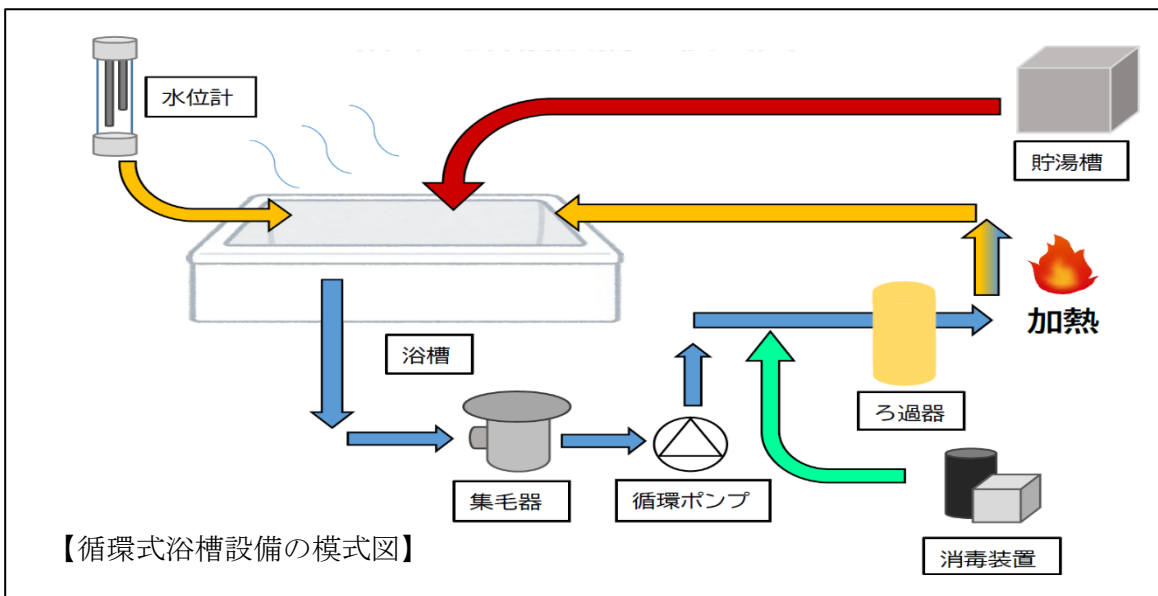 水位計
貯湯槽
加熱
浴槽
ろ過器
集毛器
循環ポンプ
消毒装置
【循環式浴槽設備の模式図】